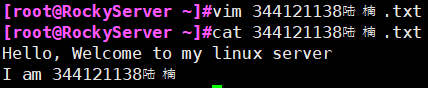 [root@RockyServer ~]#vim 344121138陆楠.txt
[root@RockyServer ~]#cat 344121138陆楠.txt
Hello, Welcome to my linux server
I am 344121138陆楠